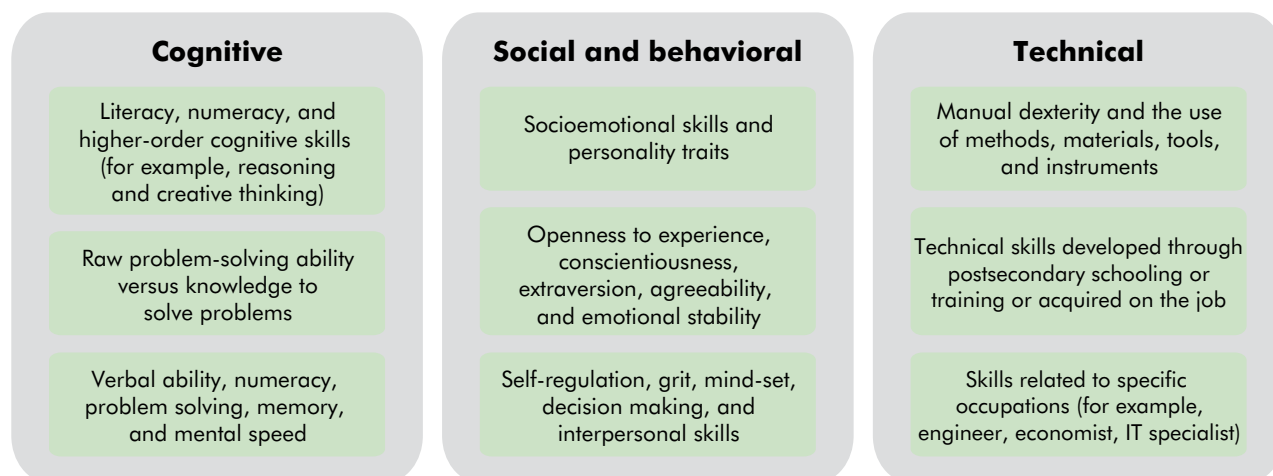 Cognitive
Literacy, numeracy, and
higher-order cognitive skills
(for example, reasoning
and creative thinking)
Raw problem-solving ability
versus knowledge to
solve problems
Verbal ability, numeracy,
problem solving, memory,
and mental speed
Social and behavioral
Socioemotional skills and
personality traits
Openness to experience,
conscientiousness,
extraversion, agreeability,
and emotional stability
Self-regulation, grit, mind-set,
decision making, and
interpersonal skills
Technical
Manual dexterity and the use
of methods, materials, tools,
and instruments
Technical skills developed through
postsecondary schooling or
training or acquired on the job
Skills related to specific
occupations (for example,
engineer, economist, IT specialist)